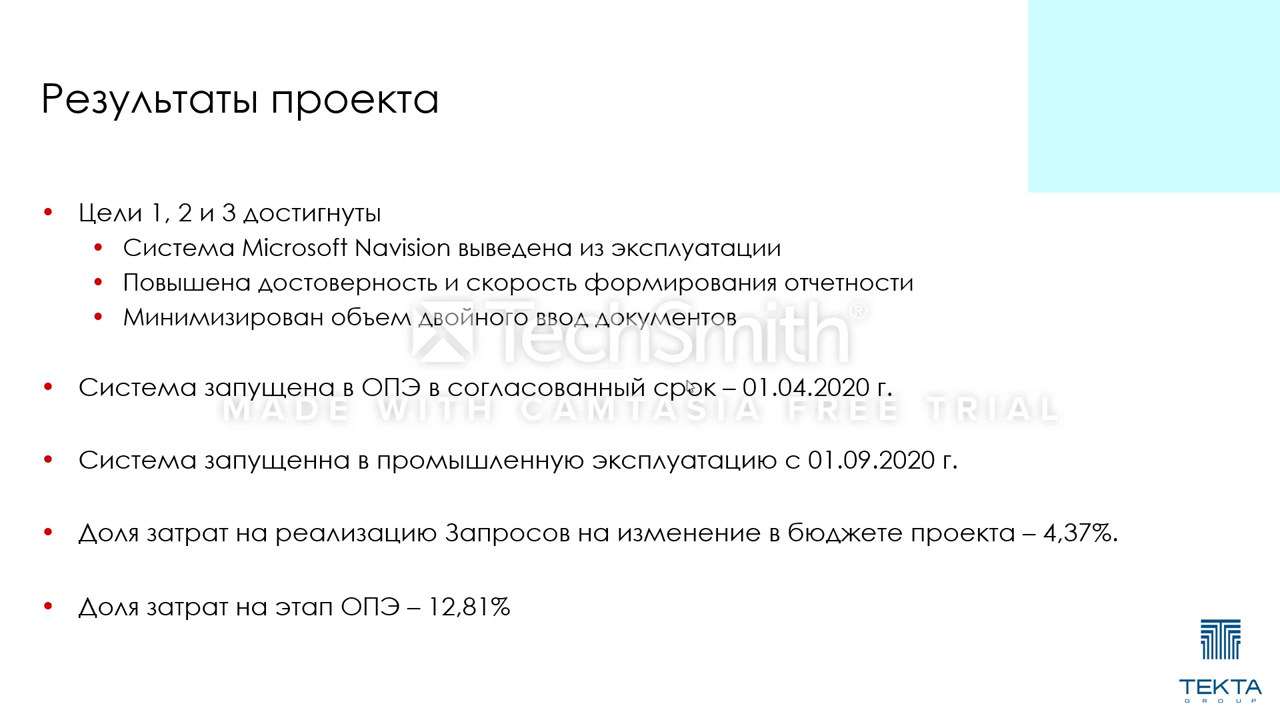 Результаты проекта
Цели 1, 2 и 3 достигнуты
Система Microsoft Navision выведена из эксплуатации
Повышена достоверность и скорость формирования отчетности
Минимизирован объем двойного ввод документов
TechSmith®
Система запущена в ОПЭ в согласованный срок – 01.04.2020 г.
MADE WITH CAMTASIA FREE TRIAL
Система запущенна в промышленную эксплуатацию с 01.09.2020 г.
Доля затрат на реализацию Запросов на изменение в бюджете проекта – 4,37%.
Доля затрат на этап ОПЭ – 12,81%
ТЕКТА
GROUP